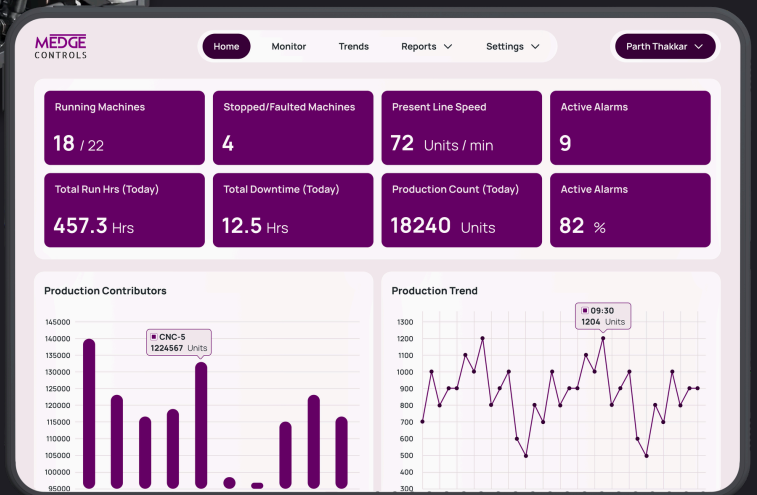 MEDGE
CONTROLS
Home
Monitor
Trends
Reports
Settings
Parth Thakkar
Running Machines
18 / 22
Stopped/Faulted Machines
4
Present Line Speed
72 Units / min
Active Alarms
9
Total Run Hrs (Today)
457.3 Hrs
Total Downtime (Today)
12.5 Hrs
Production Count (Today)
18240 Units
Active Alarms
82 %
Production Contributors
CNC-5
1224567 Units
145000
140000
135000
130000
125000
120000
115000
110000
105000
100000
95000
Production Trend
09:30
1204 Units
1300
1200
1100
1000
900
800
700
600
500
400
300